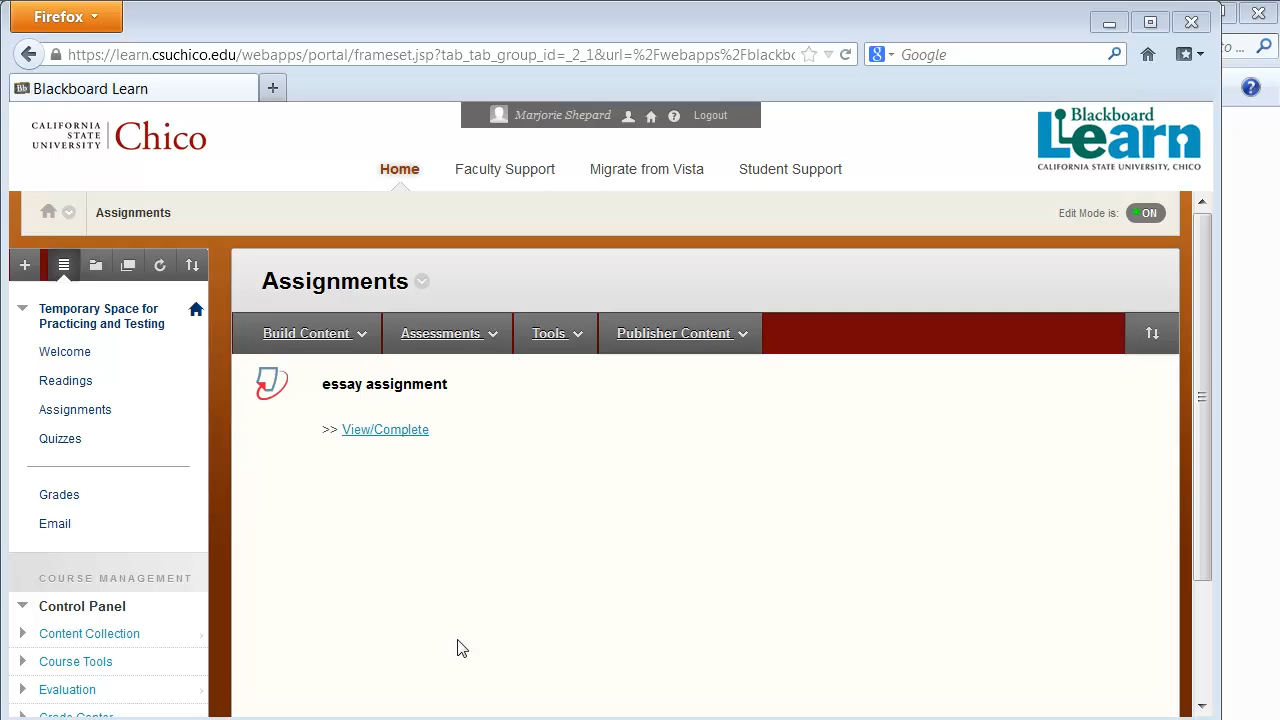 Firefox
https://learn.csuchico.edu/webapps/portal/frameset.jsp?tab_tab_group_id=_2_1&url=%2Fwebapps%2Fblackbo
Google
Blackboard Learn
CALIFORNIA STATE UNIVERSITY Chico
Marjorie Shepard Logout
Blackboard
Learn
CALIFORNIA STATE UNIVERSITY, CHICO
Home Faculty Support Migrate from Vista Student Support
Assignments
Edit Mode is: ON
Assignments
Build Content Assessments Tools Publisher Content
Temporary Space for
Practicing and Testing
Welcome
Readings
Assignments
Quizzes
Grades
Email
essay assignment
>> View/Complete
COURSE MANAGEMENT
Control Panel
Content Collection
Course Tools
Evaluation
Grade Center